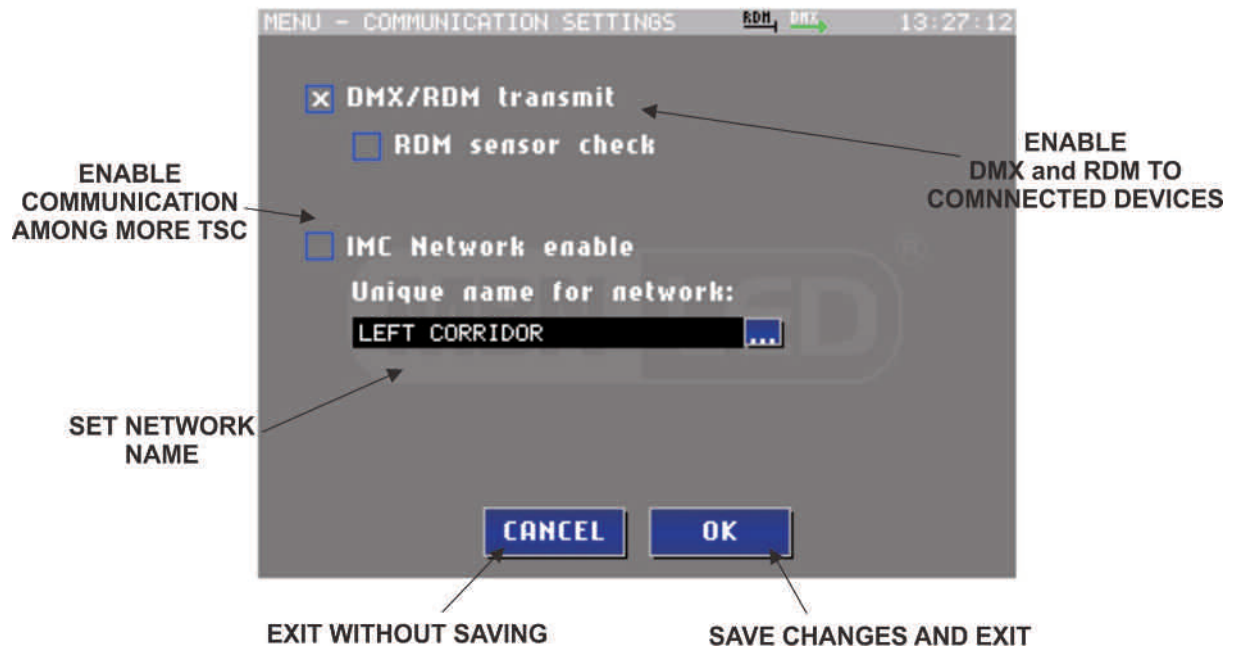 MENU - COMMUNICATION SETTINGS RDM DMX 13:27:12
DMX/RDM transmit
RDM sensor check
ENABLE
DMX and RDM TO
COMNNECTED DEVICES
ENABLE
COMMUNICATION
AMONG MORE TSC
IMC Network enable
Unique name for network:
LEFT CORRIDOR ...
SET NETWORK
NAME
CANCEL OK
EXIT WITHOUT SAVING
SAVE CHANGES AND EXIT